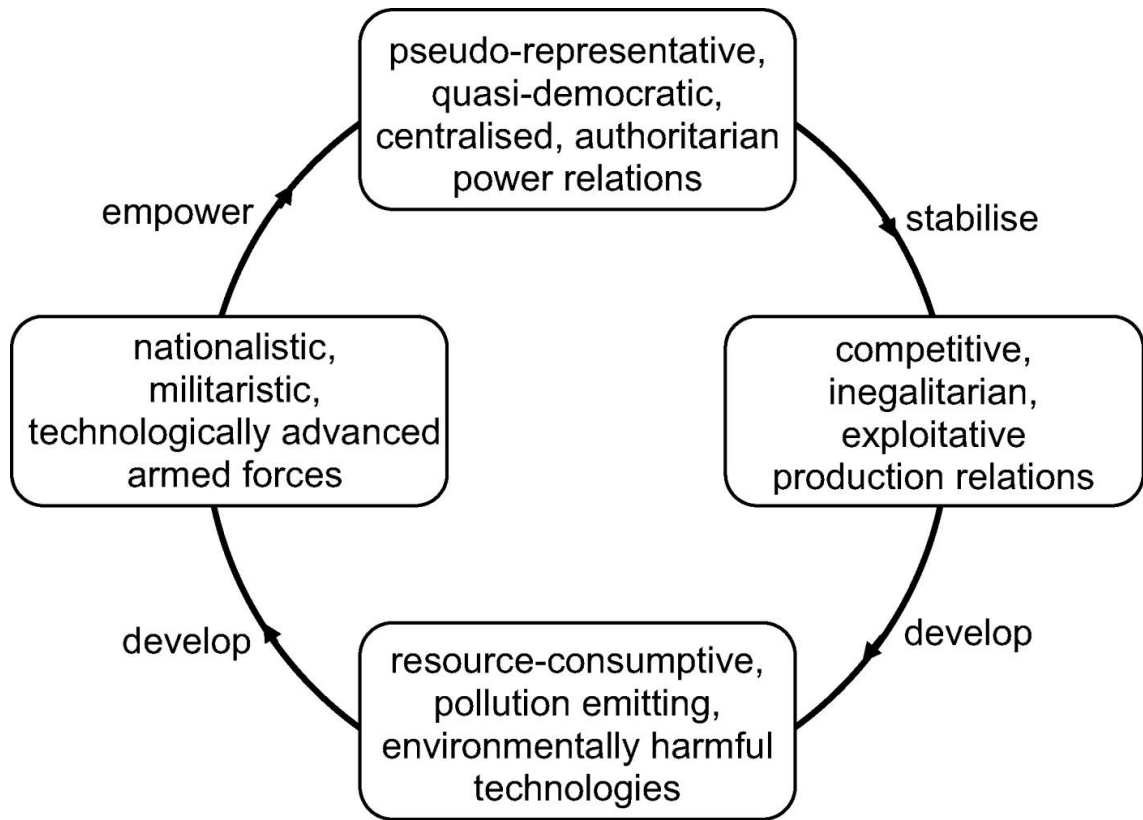 pseudo-representative,
quasi-democratic,
centralised, authoritarian
power relations
empower
stabilise
nationalistic,
militaristic,
technologically advanced
armed forces
competitive,
inegalitarian,
exploitative
production relations
develop
develop
resource-consumptive,
pollution emitting,
environmentally harmful
technologies